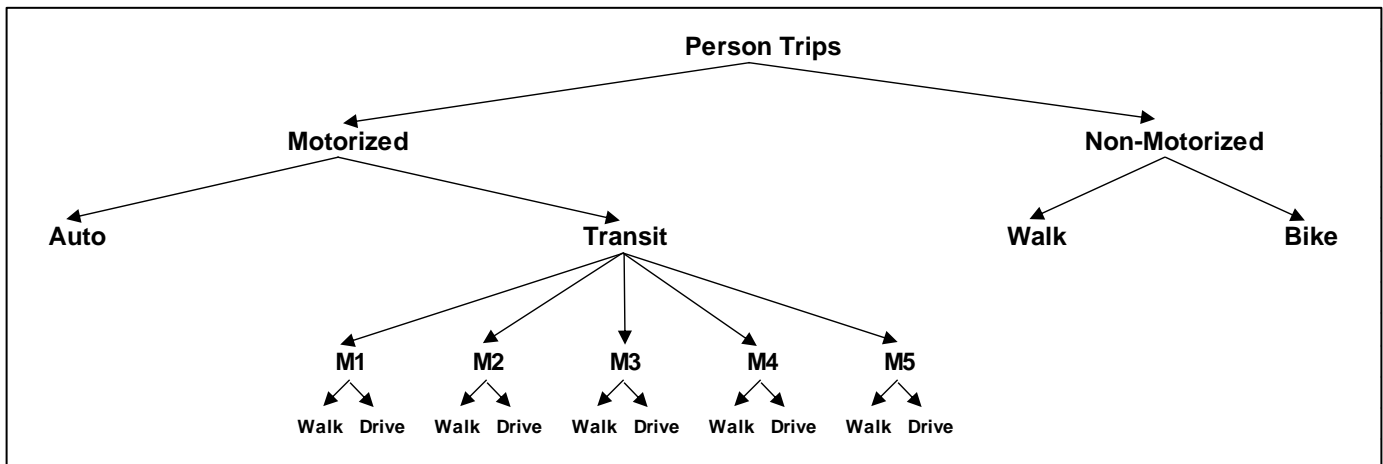 Person Trips
Motorized Non-Motorized
Auto Transit Walk Bike
M1 M2 M3 M4 M5
Walk Drive Walk Drive Walk Drive Walk Drive Walk Drive